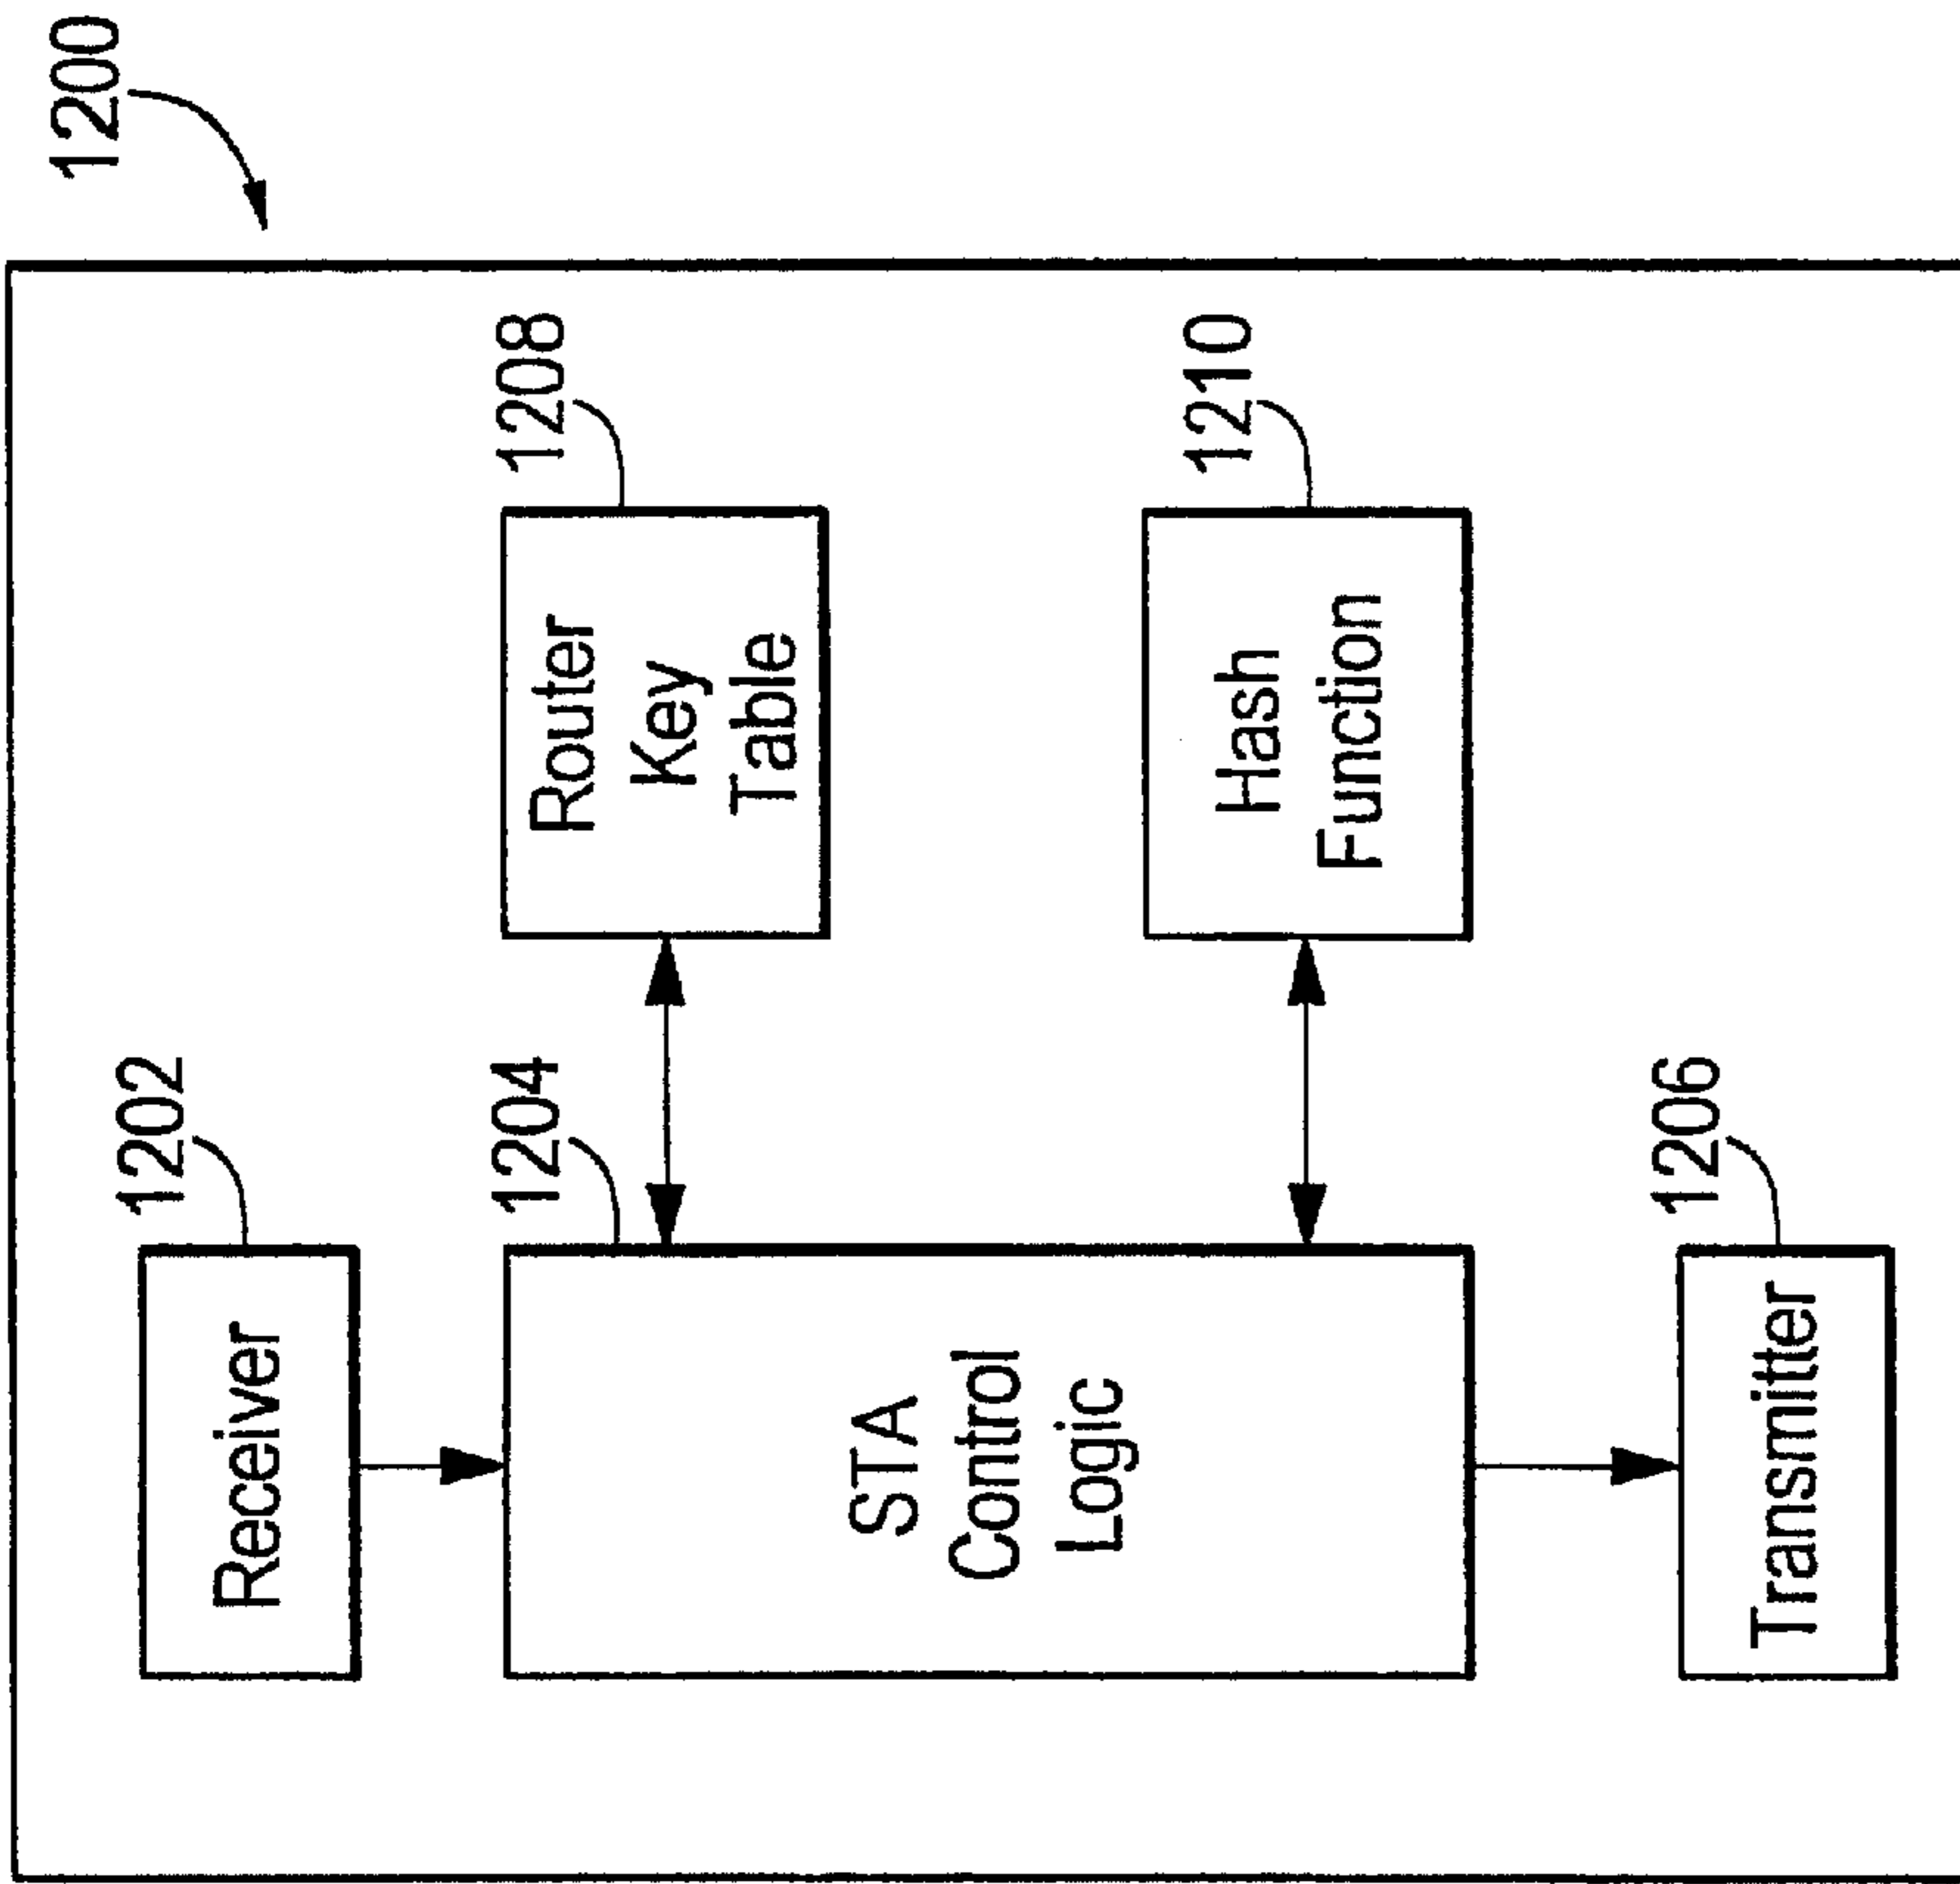 1200
1208
1210
Router
Key
Table
Hash
Function
1202
1204
1206
Receiver
STA
Control
Logic
Transmitter